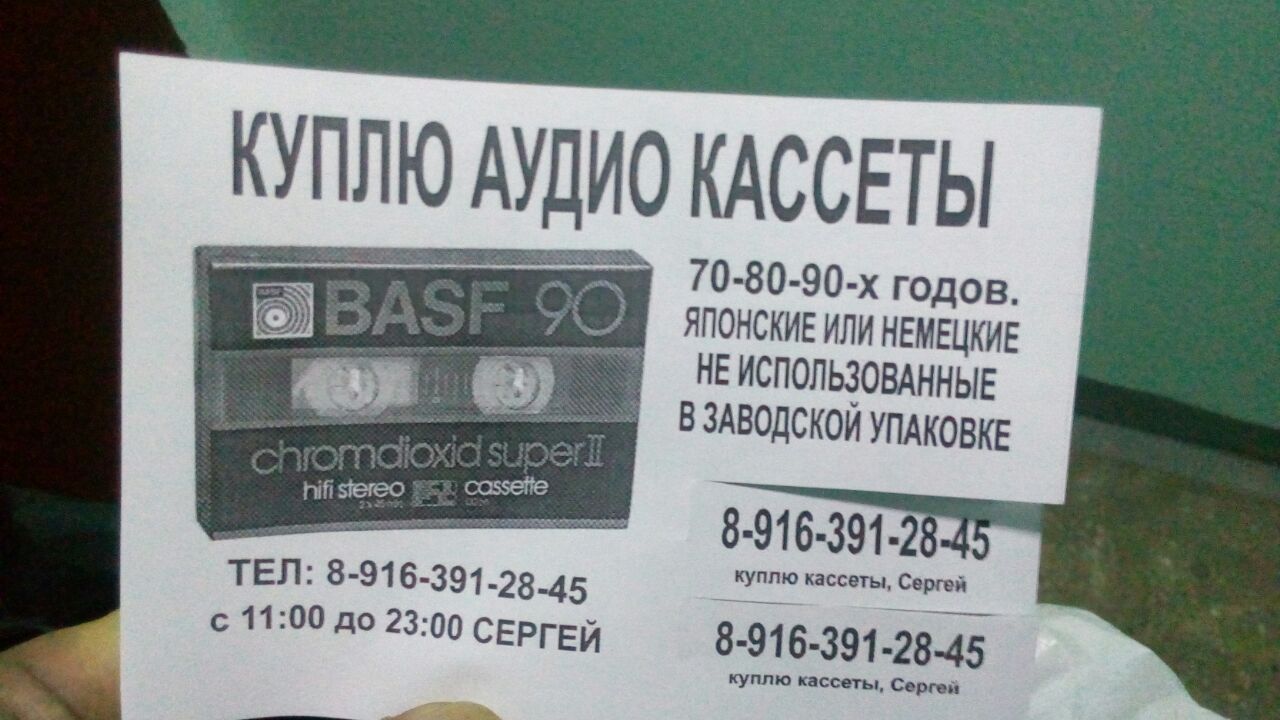 КУПЛЮ АУДИО КАССЕТЫ
BASF
BASF 90
chromdioxid super II
hifi stereo cassette
70-80-90-х годов.
ЯПОНСКИЕ ИЛИ НЕМЕЦКИЕ
НЕ ИСПОЛЬЗОВАННЫЕ
В ЗАВОДСКОЙ УПАКОВКЕ
ТЕЛ: 8-916-391-28-45
с 11:00 до 23:00 СЕРГЕЙ
8-916-391-28-45
куплю кассеты, Сергей
8-916-391-28-45
куплю кассеты, Сергей